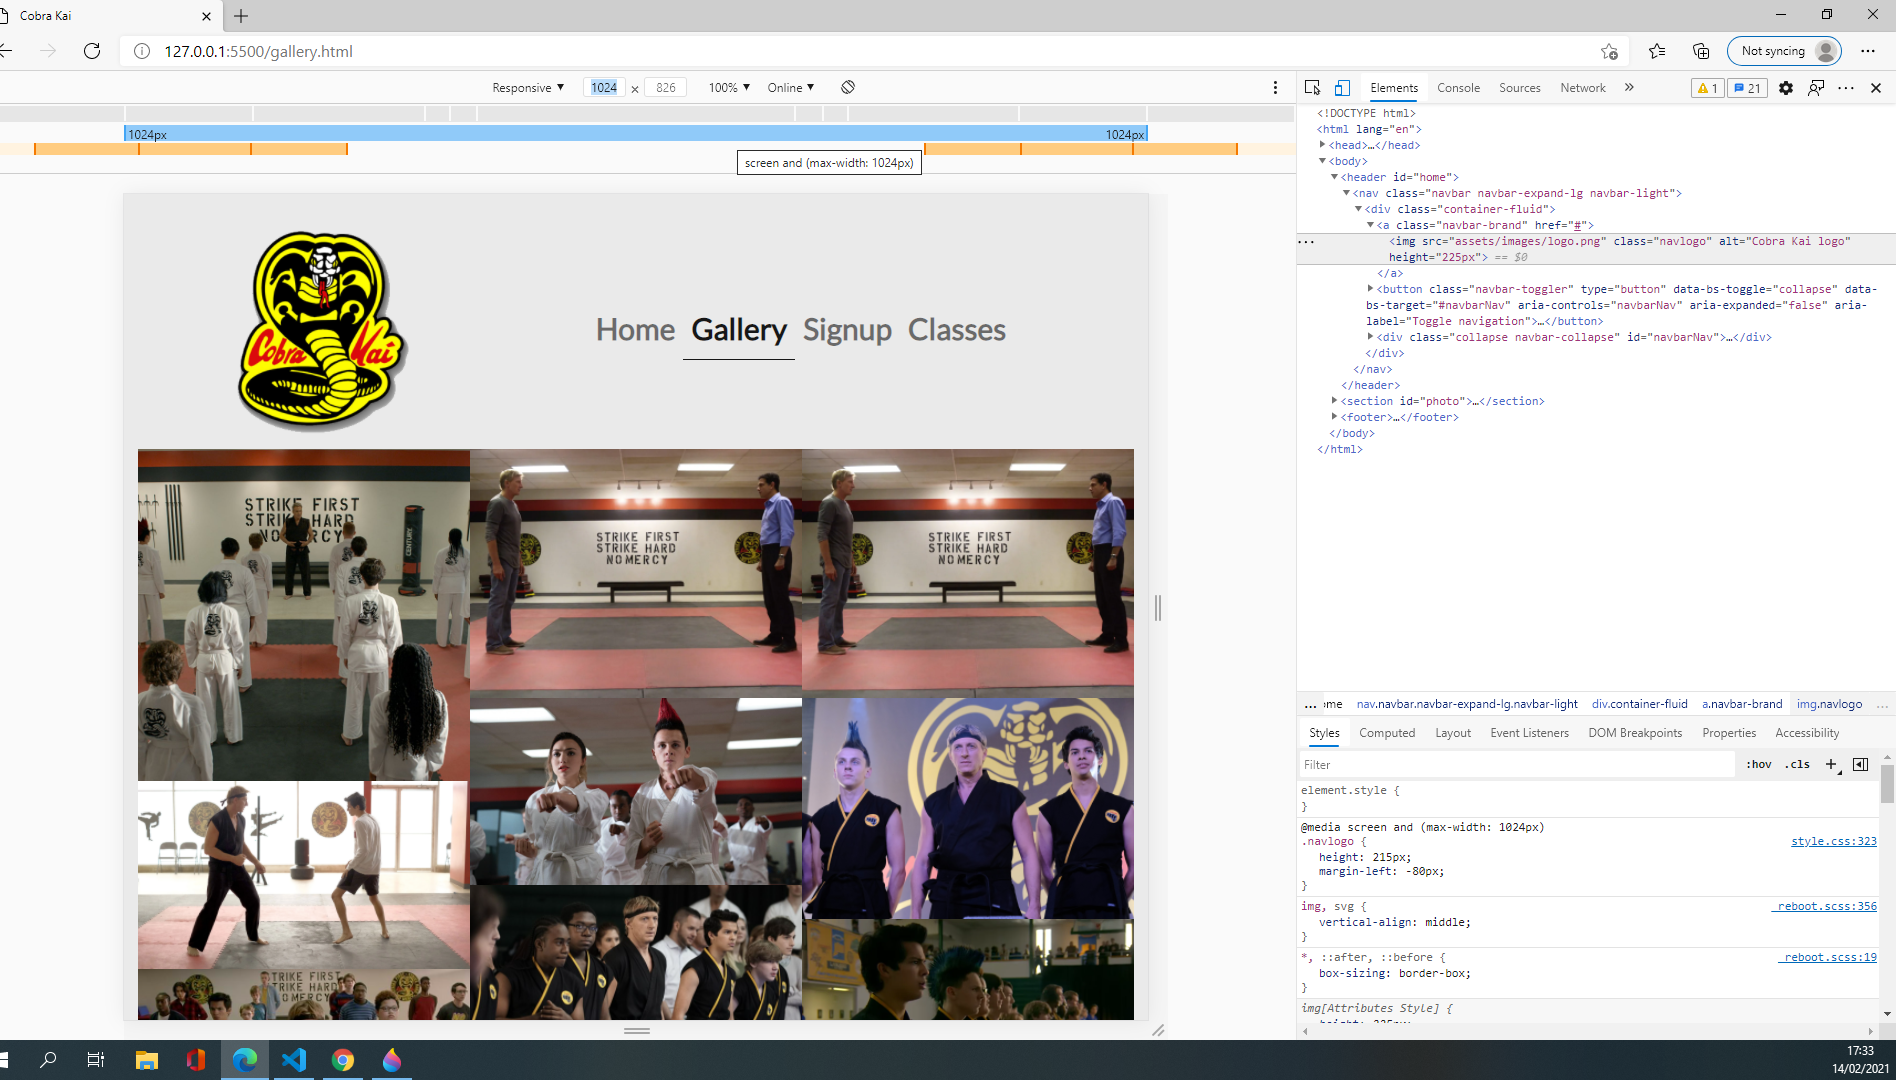 Cobra Kai
127.0.0.1:5500/gallery.html
Not syncing
Responsive ▼ 1024 × 826 100% ▼ Online ▼
1024px 1024px
screen and (max-width: 1024px)
Cobra Kai
Home Gallery Signup Classes
STRIKE FIRST
STRIKE HARD
NO MERCY
CENTURY
STRIKE FIRST
STRIKE HARD
NO MERCY
STRIKE FIRST
STRIKE HARD
NO MERCY
STRIKE FIRST
Elements Console Sources Network » 1 21
<!DOCTYPE html>
<html lang="en">
<head>…</head>
<body>
<header id="home">
<nav class="navbar navbar-expand-lg navbar-light">
<div class="container-fluid">
<a class="navbar-brand" href="#">
<img src="assets/images/logo.png" class="navlogo" alt="Cobra Kai logo"
height="225px"> == $0
</a>
<button class="navbar-toggler" type="button" data-bs-toggle="collapse" data-
bs-target="#navbarNav" aria-controls="navbarNav" aria-expanded="false" aria-
label="Toggle navigation">…</button>
<div class="collapse navbar-collapse" id="navbarNav">…</div>
</div>
</nav>
</header>
<section id="photo">…</section>
<footer>…</footer>
</body>
</html>
... ome nav.navbar.navbar-expand-lg.navbar-light div.container-fluid a.navbar-brand img.navlogo ...
Styles Computed Layout Event Listeners DOM Breakpoints Properties Accessibility
Filter :hov .cls +
element.style {
}
@media screen and (max-width: 1024px)
.navlogo { style.css:323
height: 215px;
margin-left: -80px;
}
img, svg { _reboot.scss:356
vertical-align: middle;
}
*, ::after, ::before { _reboot.scss:19
box-sizing: border-box;
}
img[Attributes Style] {
17:33
14/02/2021